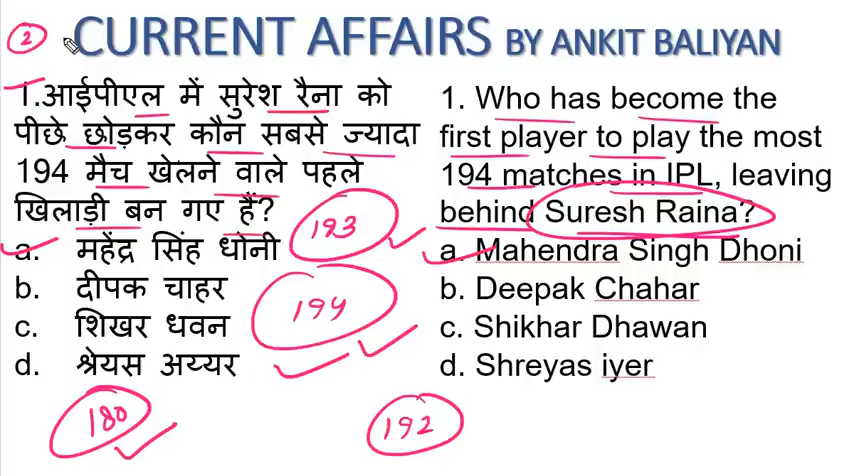 2
CURRENT AFFAIRS BY ANKIT BALIYAN
1.आईपीएल में सुरेश रैना को
पीछे छोड़कर कौन सबसे ज्यादा
194 मैच खेलने वाले पहले
खिलाड़ी बन गए हैं?
a. महेंद्र सिंह धोनी
b. दीपक चाहर
c. शिखर धवन
d. श्रेयस अय्यर
193
194
180
192
1. Who has become the
first player to play the most
194 matches in IPL, leaving
behind Suresh Raina?
a. Mahendra Singh Dhoni
b. Deepak Chahar
c. Shikhar Dhawan
d. Shreyas iyer